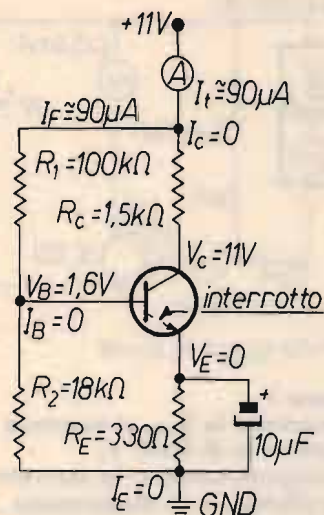 +11V
A
I_t≅90µA
I_F≅90µA
I_c=0
R_1=100kΩ
R_c=1,5kΩ
V_c=11V
V_B=1,6V
interrotto
I_B=0
V_E=0
R_2=18kΩ
+
R_E=330Ω
10µF
I_E=0
GND